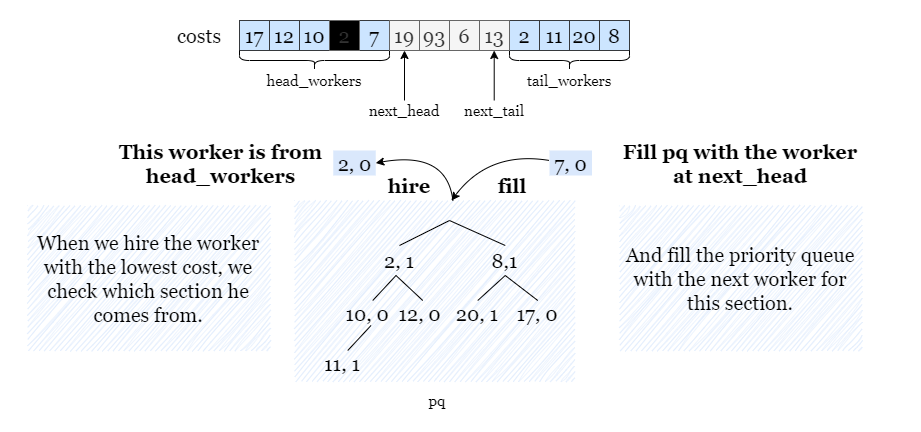 costs 17 12 10 2 7 19 93 6 13 2 11 20 8
head_workers tail_workers
next_head next_tail
This worker is from
head_workers
2, 0
7, 0
hire fill
Fill pq with the worker
at next_head
When we hire the worker
with the lowest cost, we
check which section he
comes from.
2, 1 8,1
10, 0 12, 0 20, 1 17, 0
11, 1
And fill the priority queue
with the next worker for
this section.
pq